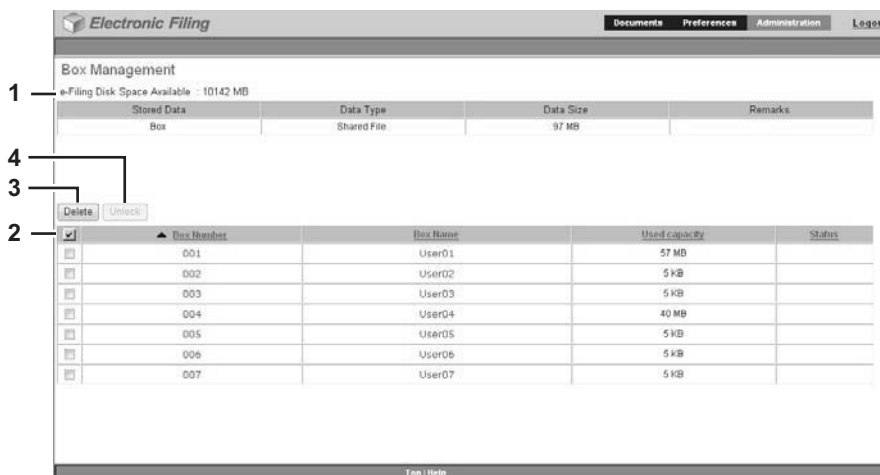 Electronic Filing
Documents Preferences Administration Logou
Box Management
1 e-Filing Disk Space Available : 10142 MB
Stored Data Data Type Data Size Remarks
Box Shared File 97 MB
4
3
Delete Unlock
2 ▲ Box Number Box Name Used capacity Status
001 User01 57 MB
002 User02 5 KB
003 User03 5 KB
004 User04 40 MB
005 User05 5 KB
006 User06 5 KB
007 User07 5 KB
Top | Help